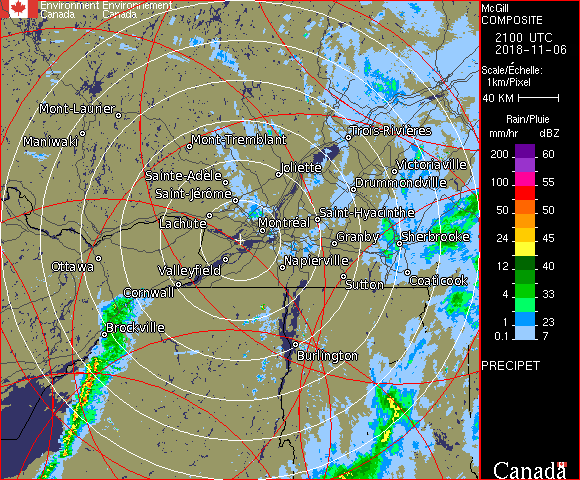 Environment Environnement
Canada Canada
McGill
COMPOSITE
2100 UTC
2018-11-06
Scale/Échelle:
1km/Pixel
40 KM
Rain/Pluie
mm/hr dBZ
200 60
100 55
50 50
24 45
12 40
4 33
2 28
1 23
0.1 7
PRECIPET
Canada
Mont-Laurier
Maniwaki
Mont-Tremblant
Trois-Rivières
Joliette
Victoriaville
Sainte-Adèle
Drummondville
Saint-Jérôme
Lachute
Montréal
Saint-Hyacinthe
Granby
Sherbrooke
Ottawa
Valleyfield
Napierville
Sutton
Coaticook
Cornwall
Brockville
Burlington